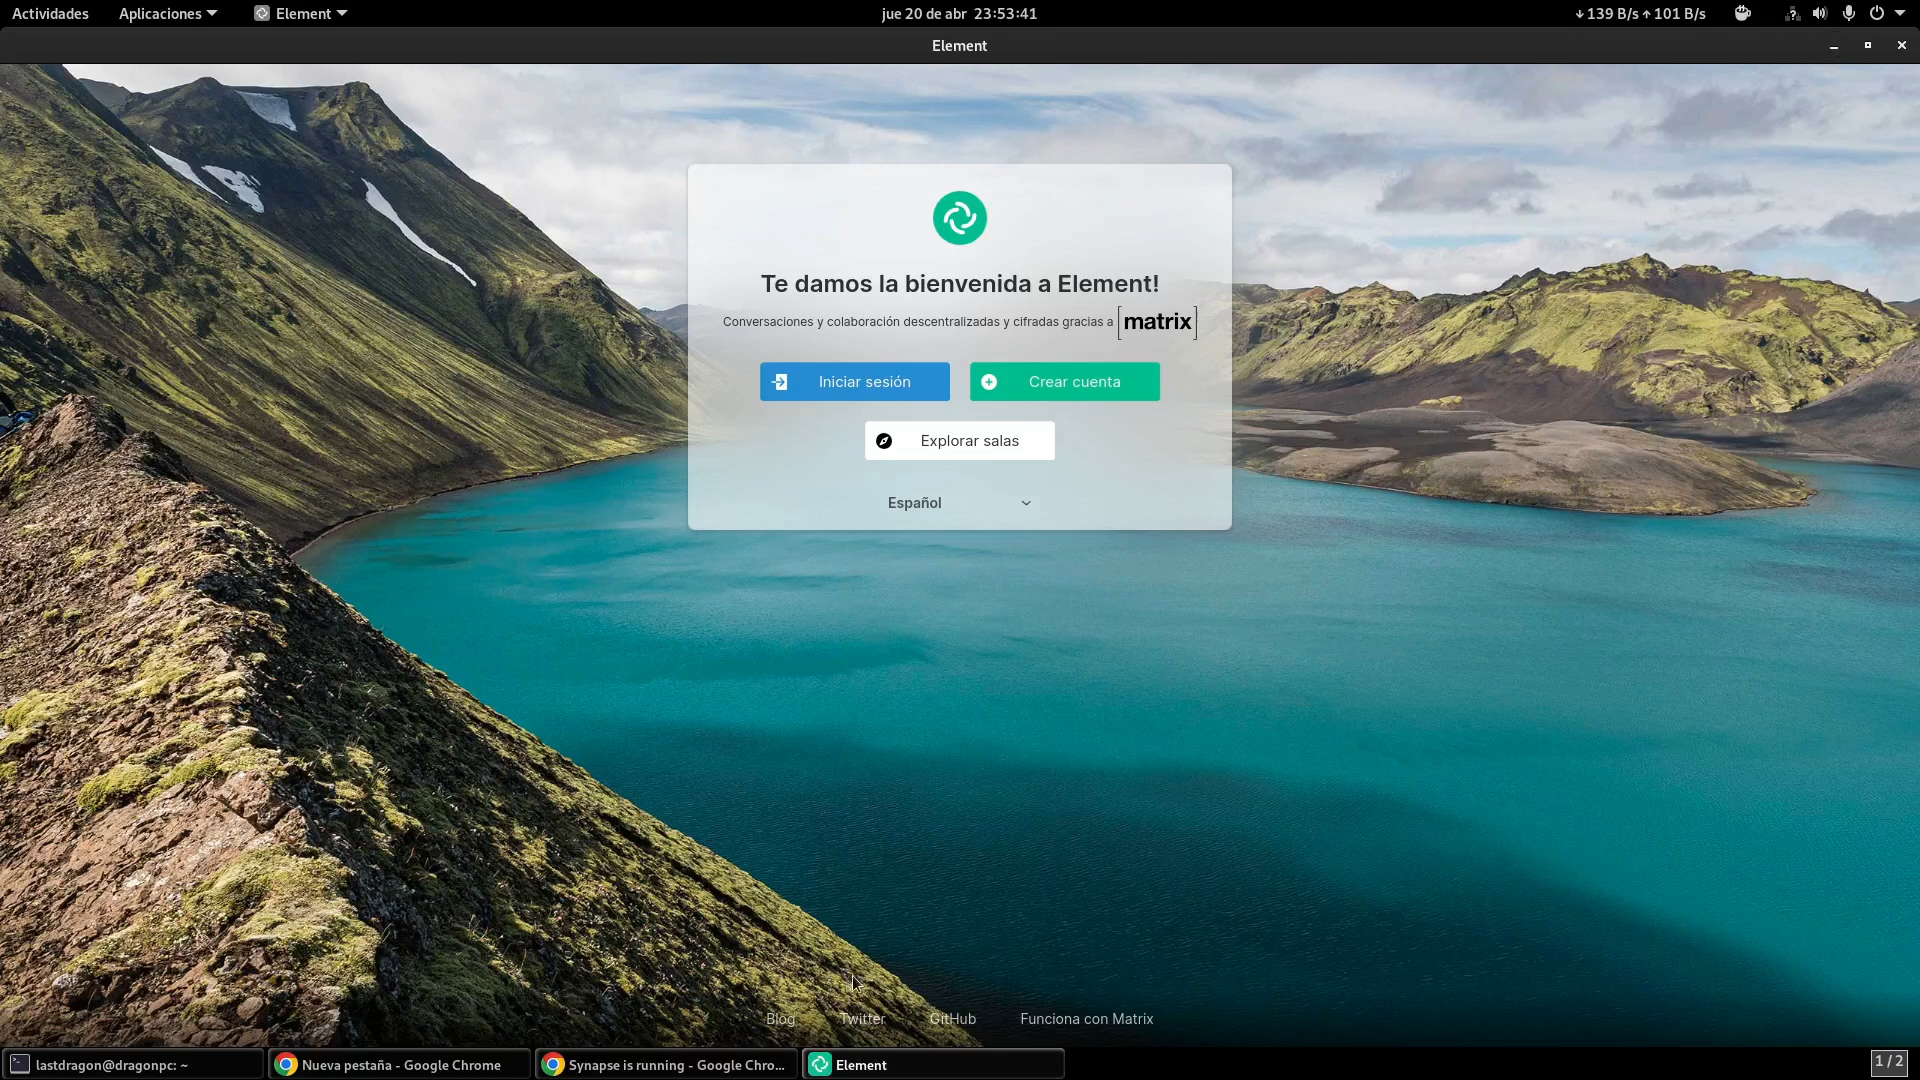 Actividades Aplicaciones Element jue 20 de abr 23:53:41 139 B/s 101 B/s
Element
Te damos la bienvenida a Element!
Conversaciones y colaboración descentralizadas y cifradas gracias a [matrix]
Iniciar sesión Crear cuenta
Explorar salas
Español
Blog Twitter GitHub Funciona con Matrix
lastdragon@dragonpc: ~ Nueva pestaña - Google Chrome Synapse is running - Google Chro... Element 1 / 2